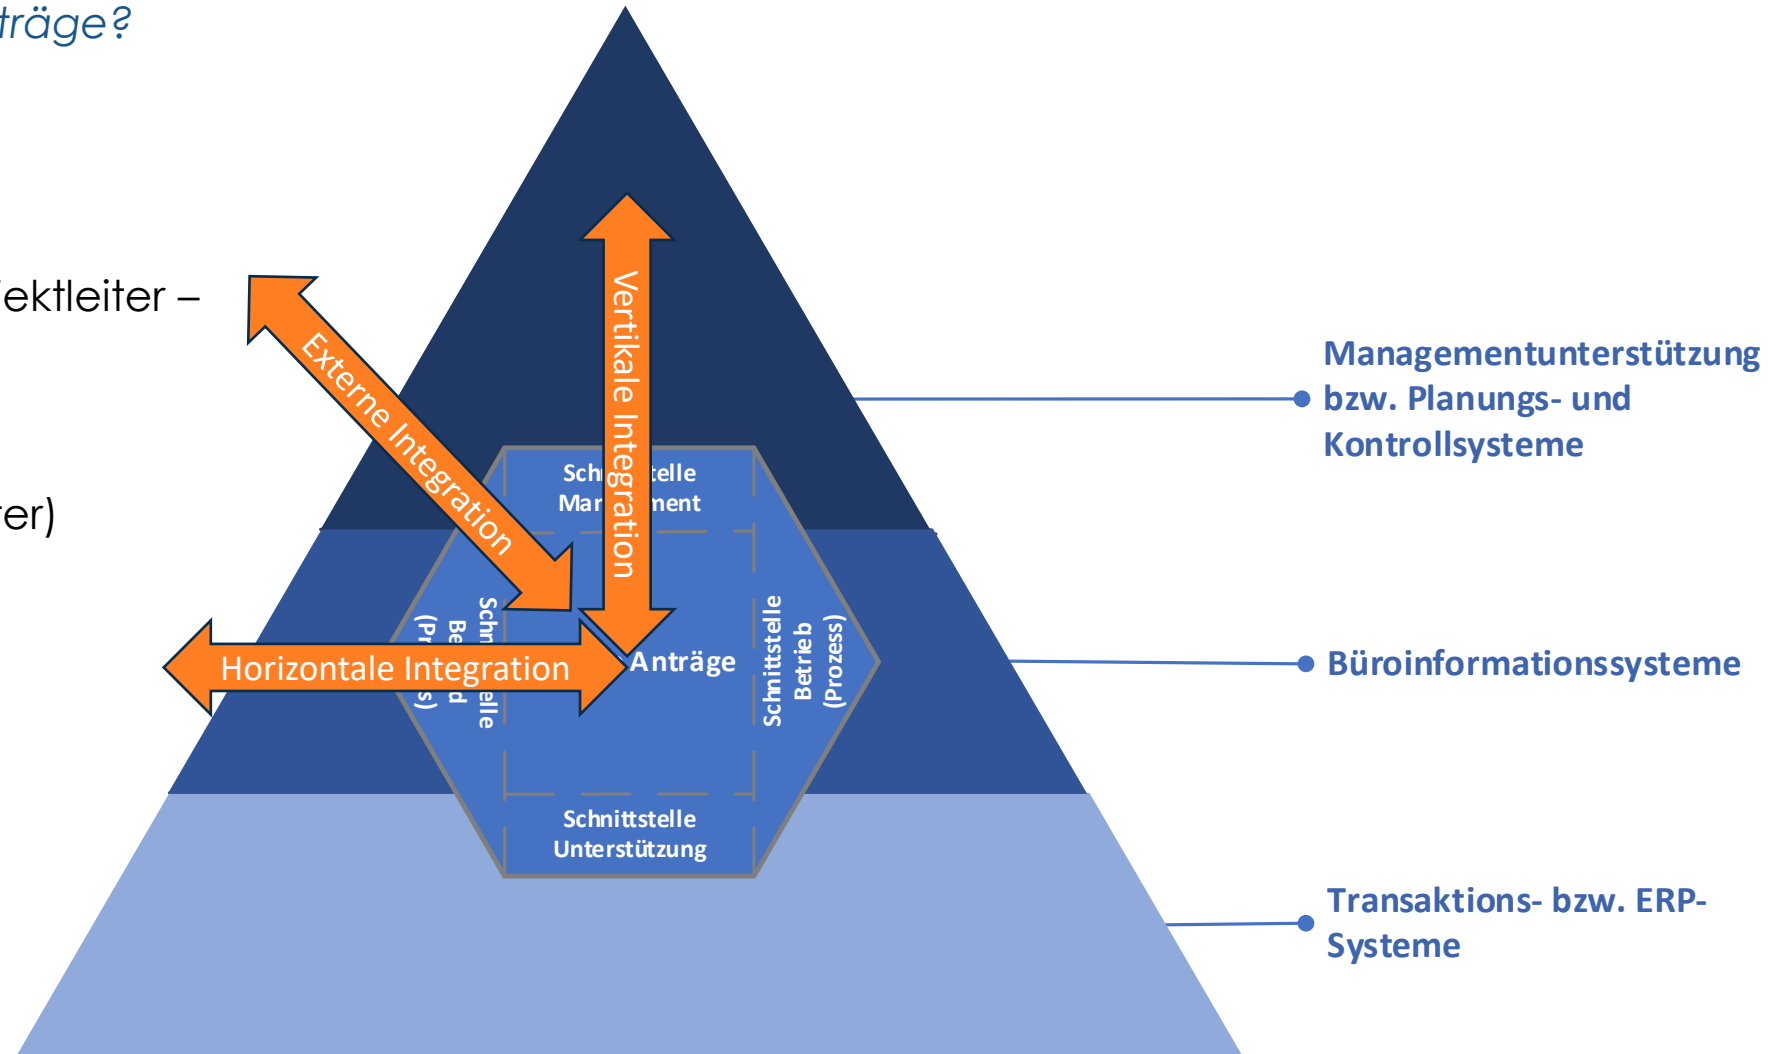 träge?
ektleiter –
er)
Externe Integration
Vertikale Integration
Horizontale Integration
Anträge
Schnittstelle
Betrieb
(Prozess)
Schnittstelle
Unterstützung
Managementunterstützung
bzw. Planungs- und
Kontrollsysteme
Büroinformationssysteme
Transaktions- bzw. ERP-
Systeme